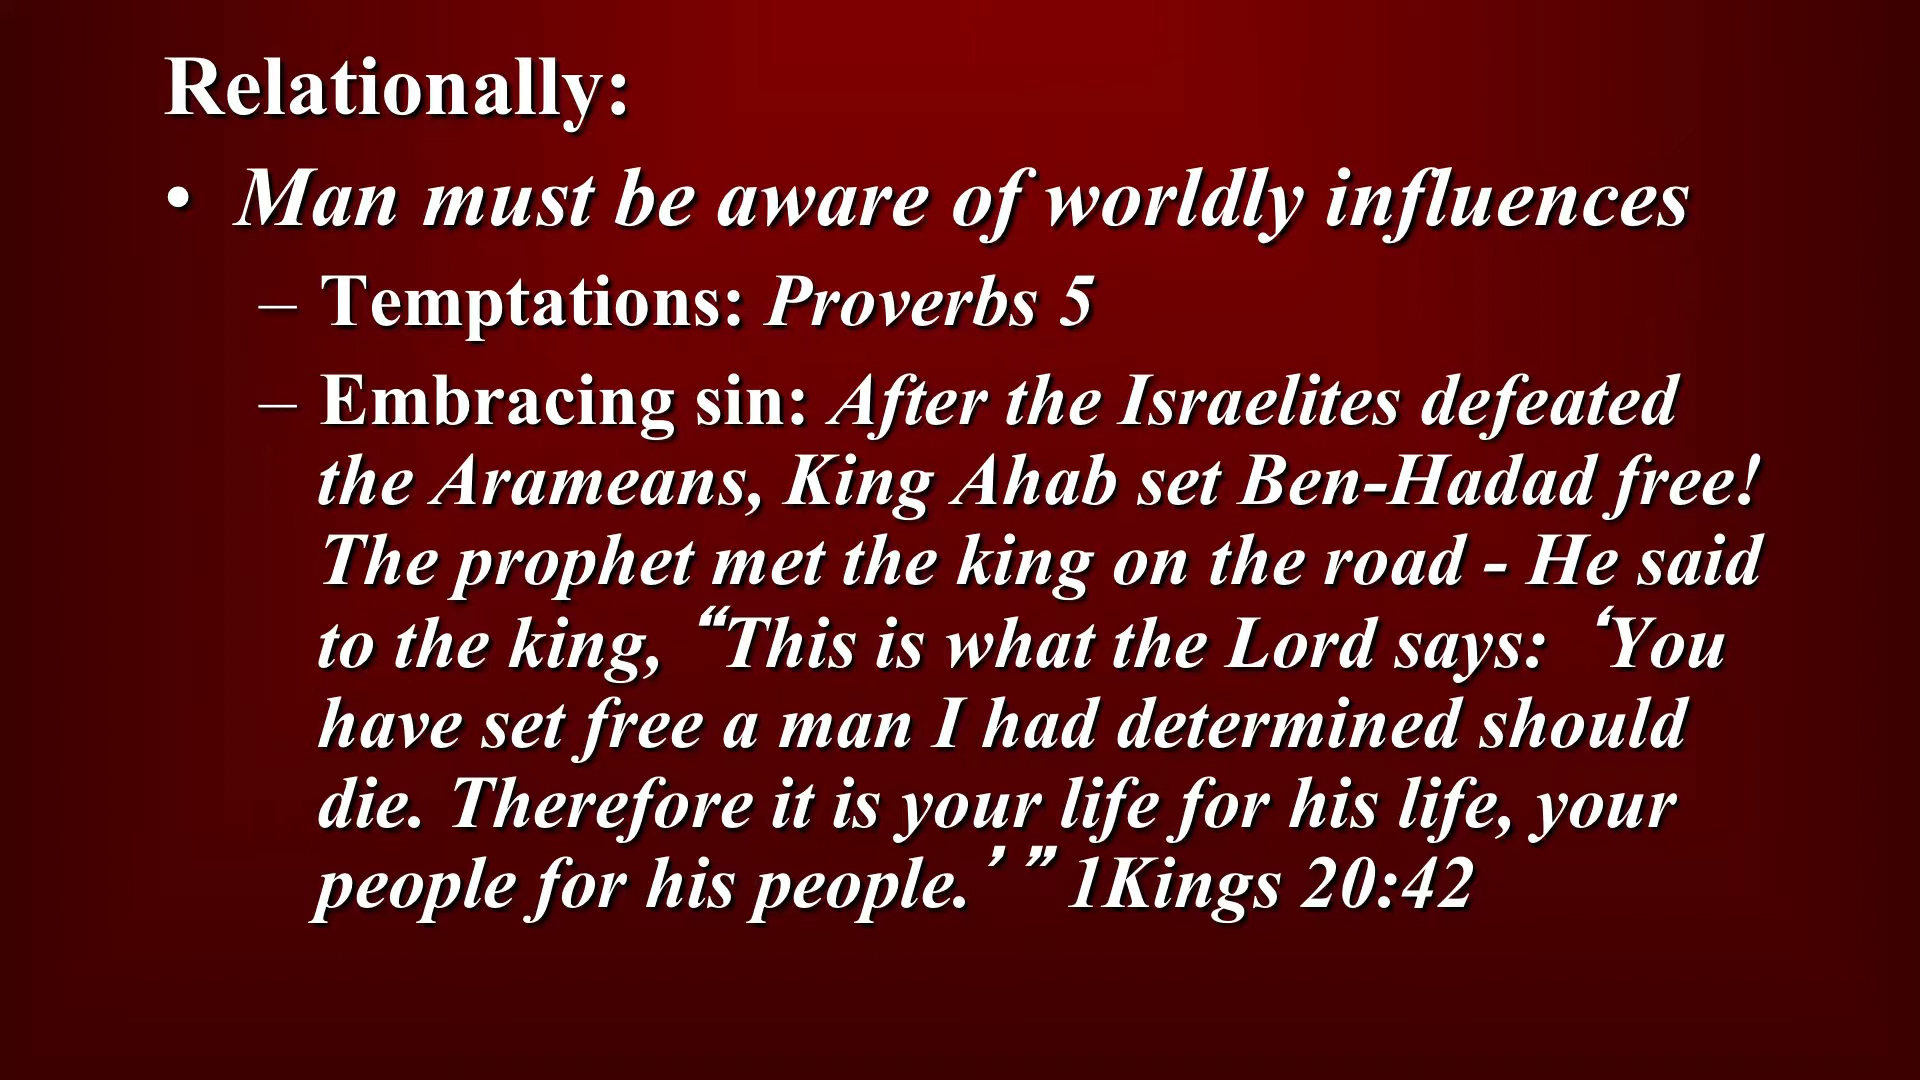 Relationally:
• Man must be aware of worldly influences
– Temptations: Proverbs 5
– Embracing sin: After the Israelites defeated
the Arameans, King Ahab set Ben-Hadad free!
The prophet met the king on the road - He said
to the king, “This is what the Lord says: ‘You
have set free a man I had determined should
die. Therefore it is your life for his life, your
people for his people.’” 1Kings 20:42